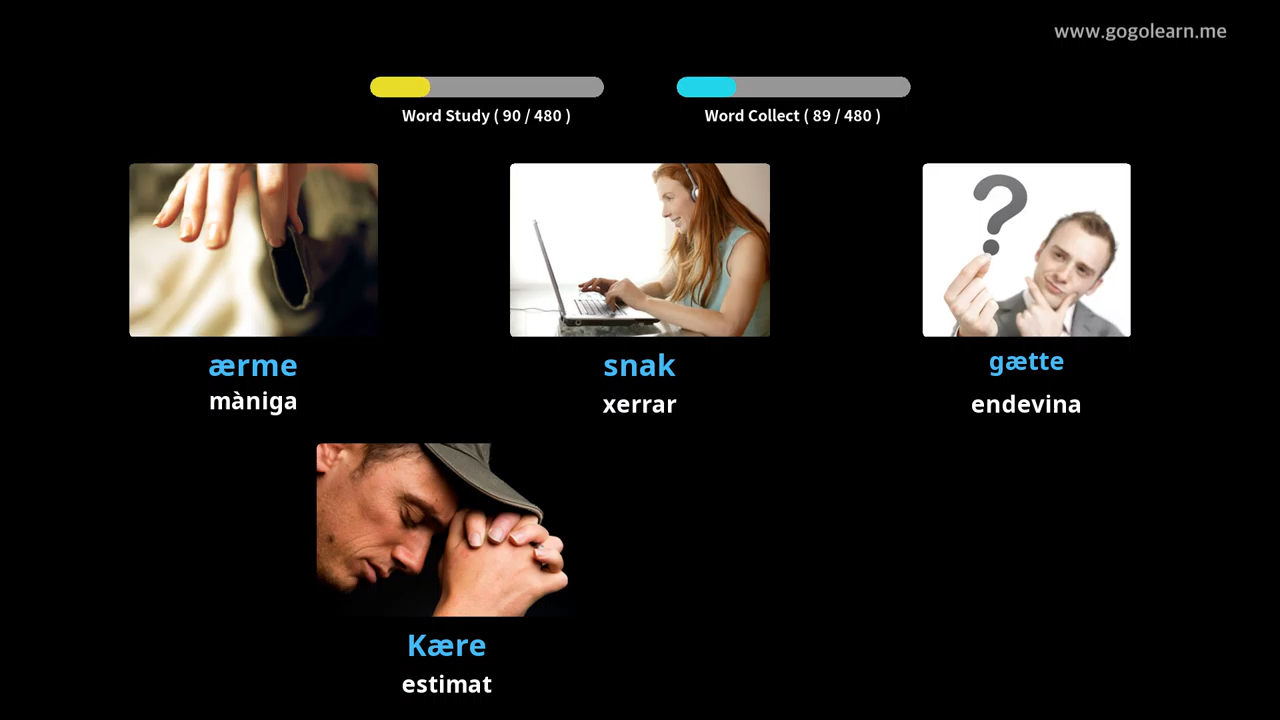 www.gogolearn.me
Word Study ( 90 / 480 )
Word Collect ( 89 / 480 )
ærme
màniga
snak
xerrar
gætte
endevina
Kære
estimat